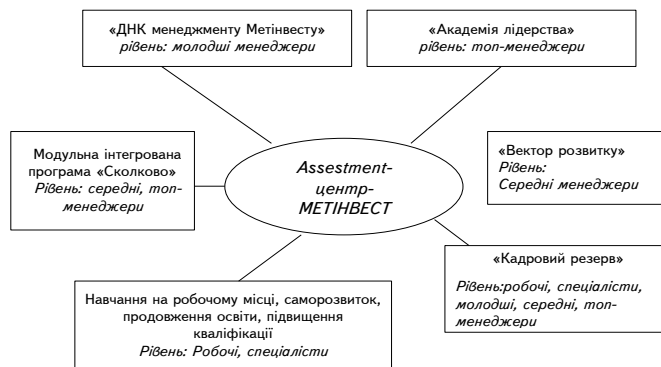 «ДНК менеджменту Метінвесту»
рівень: молодші менеджери
«Академія лідерства»
рівень: топ-менеджери
Модульна інтегрована
програма «Сколково»
Рівень: середні, топ-
менеджери
Assestment-
центр-
МЕТІНВЕСТ
«Вектор розвитку»
Рівень:
Середні менеджери
«Кадровий резерв»
Рівень:робочі, спеціалісти,
молодші, середні, топ-
менеджери
Навчання на робочому місці, саморозвиток,
продовження освіти, підвищення
кваліфікації
Рівень: Робочі, спеціалісти